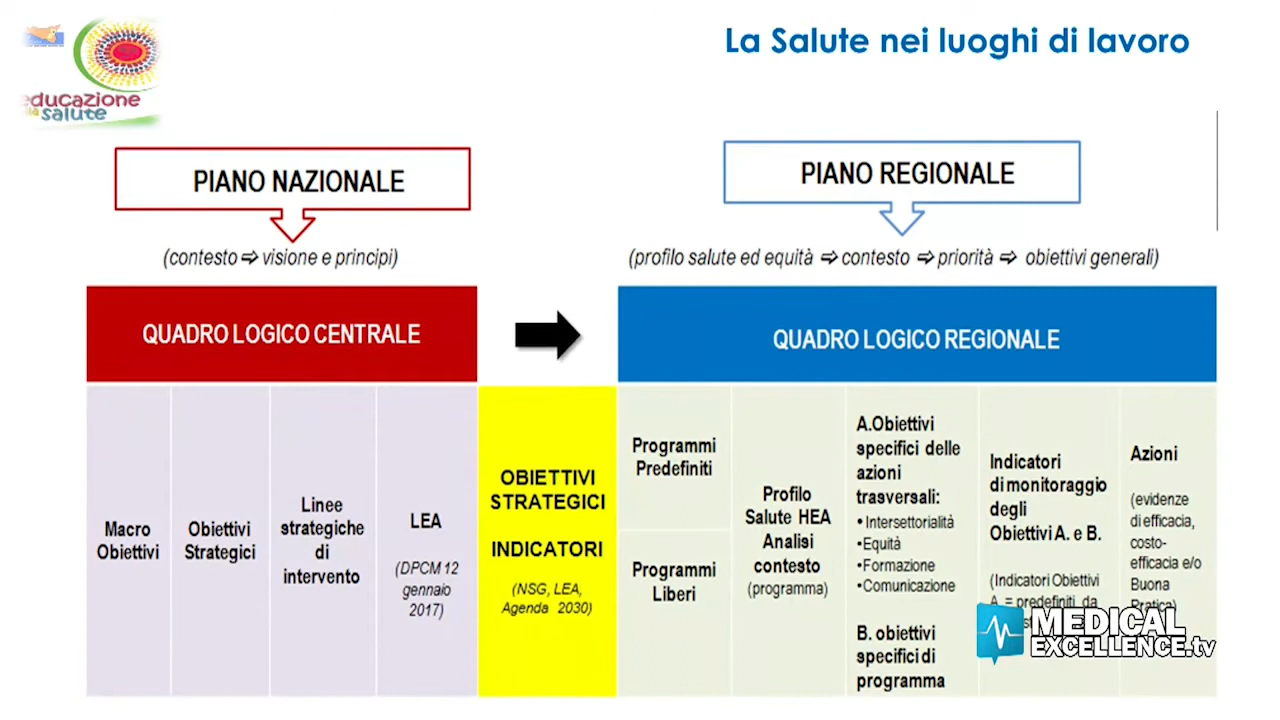 La Salute nei luoghi di lavoro
educazione
alla
salute
PIANO NAZIONALE
PIANO REGIONALE
(contesto ⇨ visione e principi)
(profilo salute ed equità ⇨ contesto ⇨ priorità ⇨ obiettivi generali)
QUADRO LOGICO CENTRALE
QUADRO LOGICO REGIONALE
Macro
Obiettivi
Obiettivi
Strategici
Linee
strategiche
di
intervento
LEA
(DPCM 12
gennaio
2017)
OBIETTIVI
STRATEGICI
INDICATORI
(NSG, LEA,
Agenda 2030)
Programmi
Predefiniti
Programmi
Liberi
Profilo
Salute HEA
Analisi
contesto
(programma)
A.Obiettivi
specifici delle
azioni
trasversali:
• Intersettorialità
• Equità
• Formazione
• Comunicazione
B. obiettivi
specifici di
programma
Indicatori
di monitoraggio
degli
Obiettivi A. e B.
(Indicatori Obiettivi
A. = predefiniti da
Azioni
(evidenze
di efficacia,
costo-
efficacia e/o
Buona
Pratica)
MEDICAL
EXCELLENCE.tv